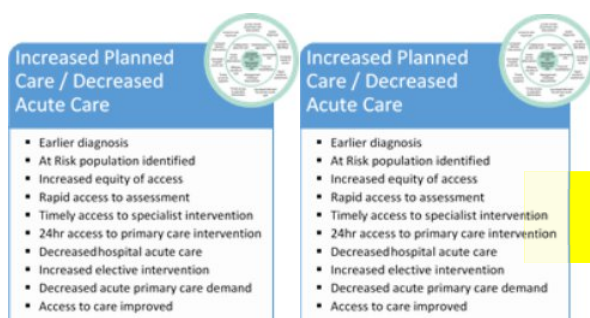 Increased Planned
Care / Decreased
Acute Care
▪ Earlier diagnosis
▪ At Risk population identified
▪ Increased equity of access
▪ Rapid access to assessment
▪ Timely access to specialist intervention
▪ 24hr access to primary care intervention
▪ Decreasedhospital acute care
▪ Increased elective intervention
▪ Decreased acute primary care demand
▪ Access to care improved
Increased Planned
Care / Decreased
Acute Care
▪ Earlier diagnosis
▪ At Risk population identified
▪ Increased equity of access
▪ Rapid access to assessment
▪ Timely access to specialist intervention
▪ 24hr access to primary care intervention
▪ Decreasedhospital acute care
▪ Increased elective intervention
▪ Decreased acute primary care demand
▪ Access to care improved